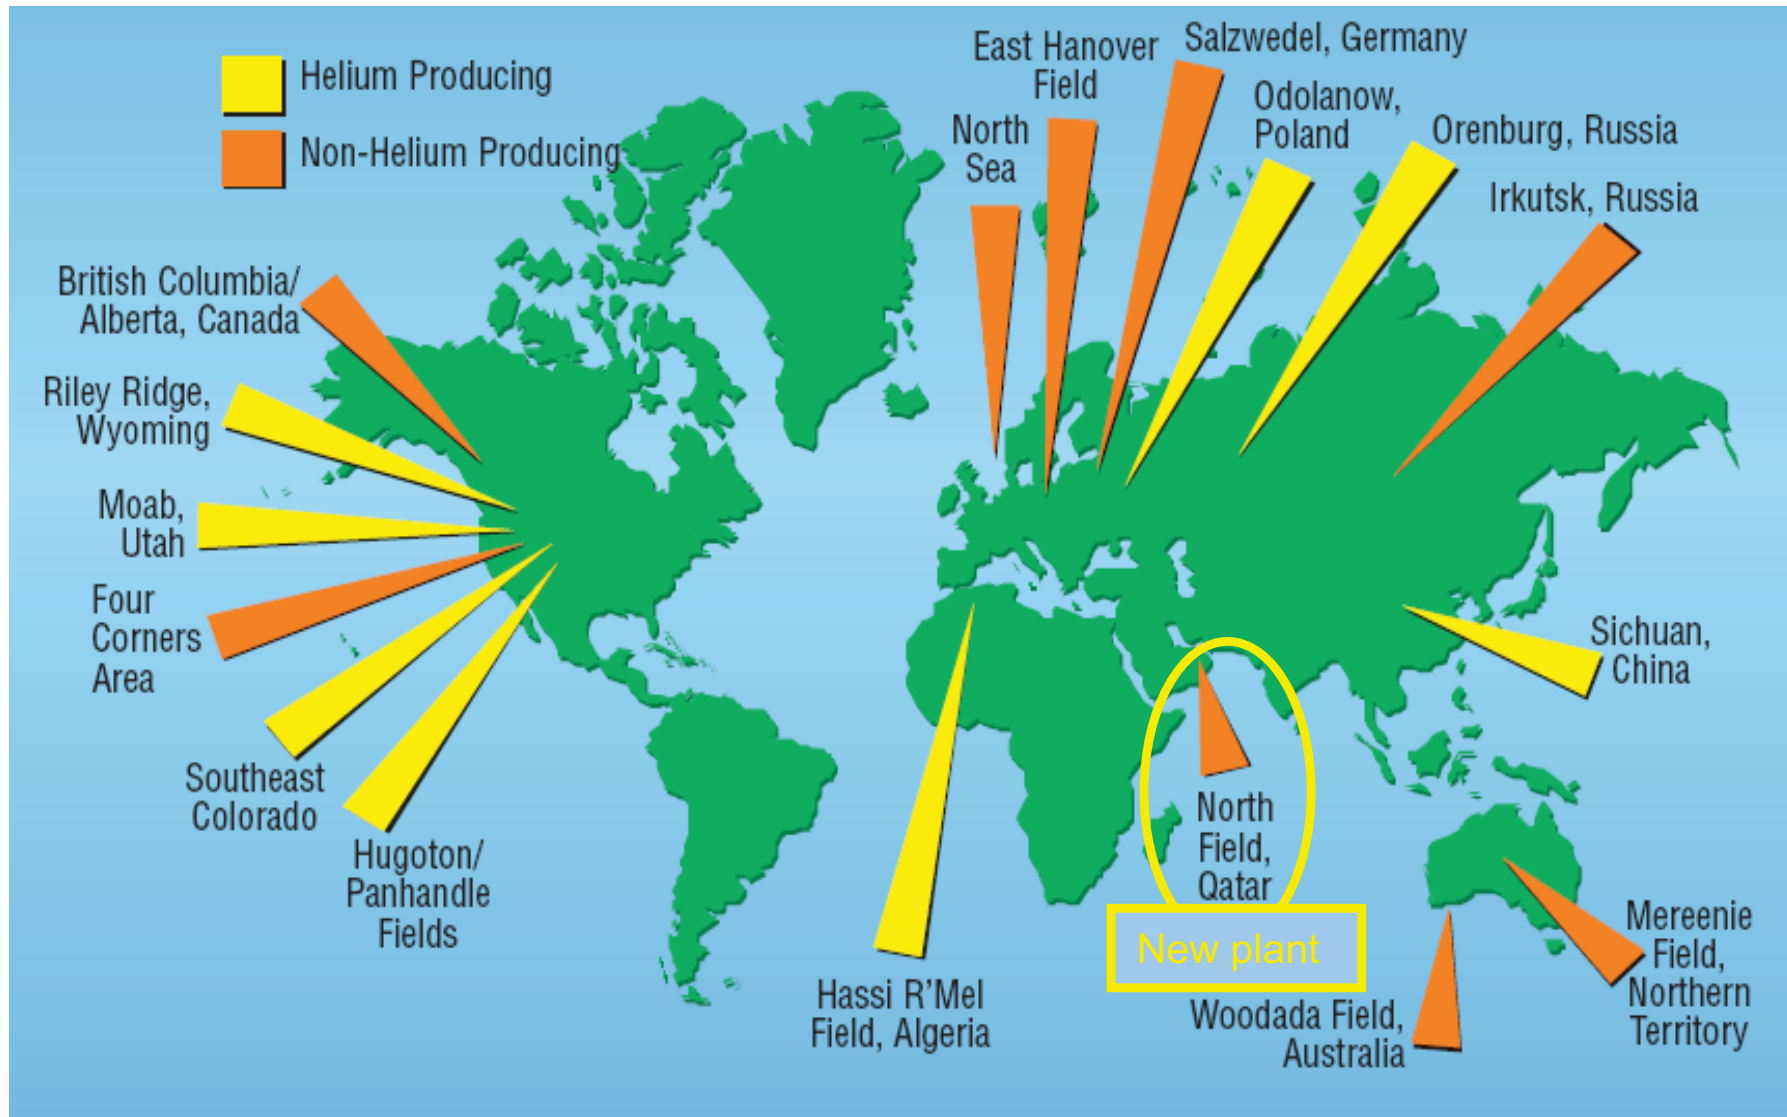 Helium Producing
Non-Helium Producing
East Hanover
Field
Salzwedel, Germany
North
Sea
Odolanow,
Poland
Orenburg, Russia
Irkutsk, Russia
British Columbia/
Alberta, Canada
Riley Ridge,
Wyoming
Moab,
Utah
Four
Corners
Area
Southeast
Colorado
Hugoton/
Panhandle
Fields
Hassi R'Mel
Field, Algeria
North
Field,
Qatar
New plant
Sichuan,
China
Woodada Field,
Australia
Mereenie
Field,
Northern
Territory